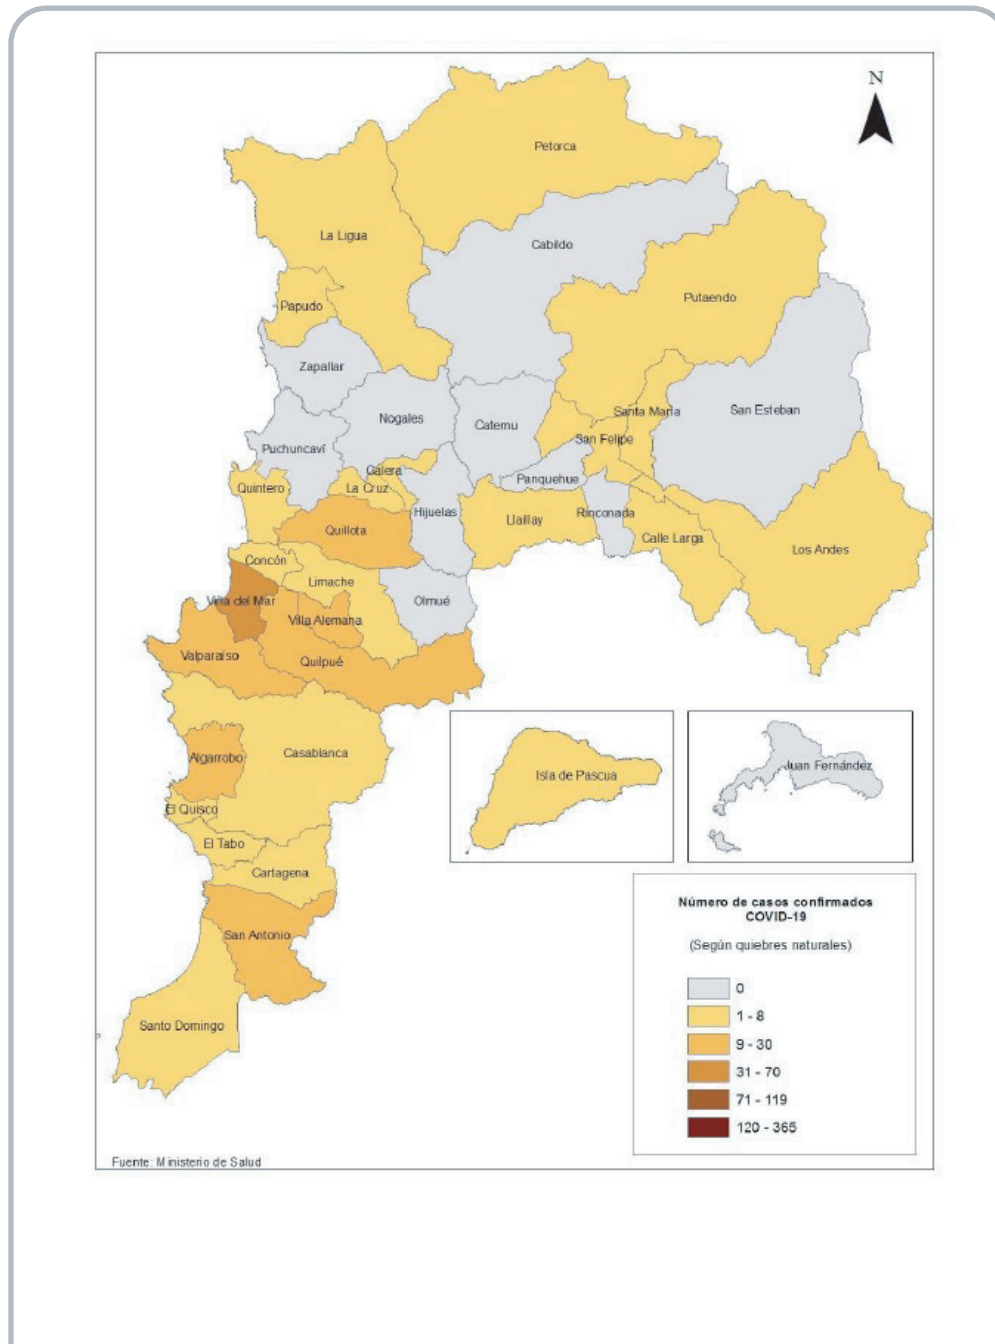 N
Petorca
La Ligua
Cabildo
Putaendo
Papudo
Zapallar
San Esteban
Santa María
Nogales
Catemu
San Felipe
Puchuncaví
Calera
Panquehue
Quintero
La Cruz
Hijuelas
Rinconada
Llaillay
Quillota
Calle Larga
Los Andes
Concón
Limache
Viña del Mar
Olmué
Villa Alemana
Valparaíso
Quilpué
Algarrobo
Casablanca
Isla de Pascua
Juan Fernández
El Quisco
El Tabo
Cartagena
San Antonio
Santo Domingo
Número de casos confirmados
COVID-19
(Según quiebres naturales)
0
1 - 8
9 - 30
31 - 70
71 - 119
120 - 365
Fuente: Ministerio de Salud